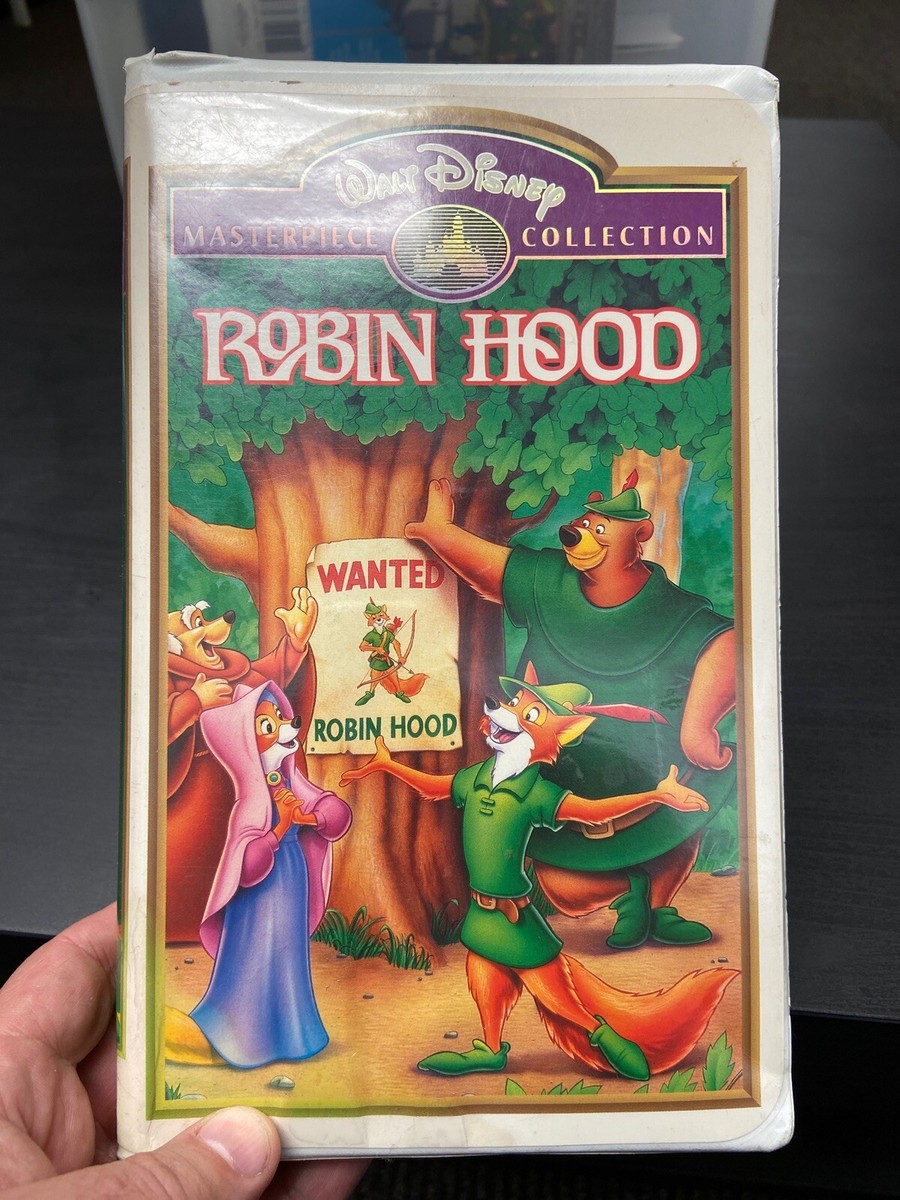 Walt Disney
MASTERPIECE COLLECTION
ROBIN HOOD
WANTED
ROBIN HOOD